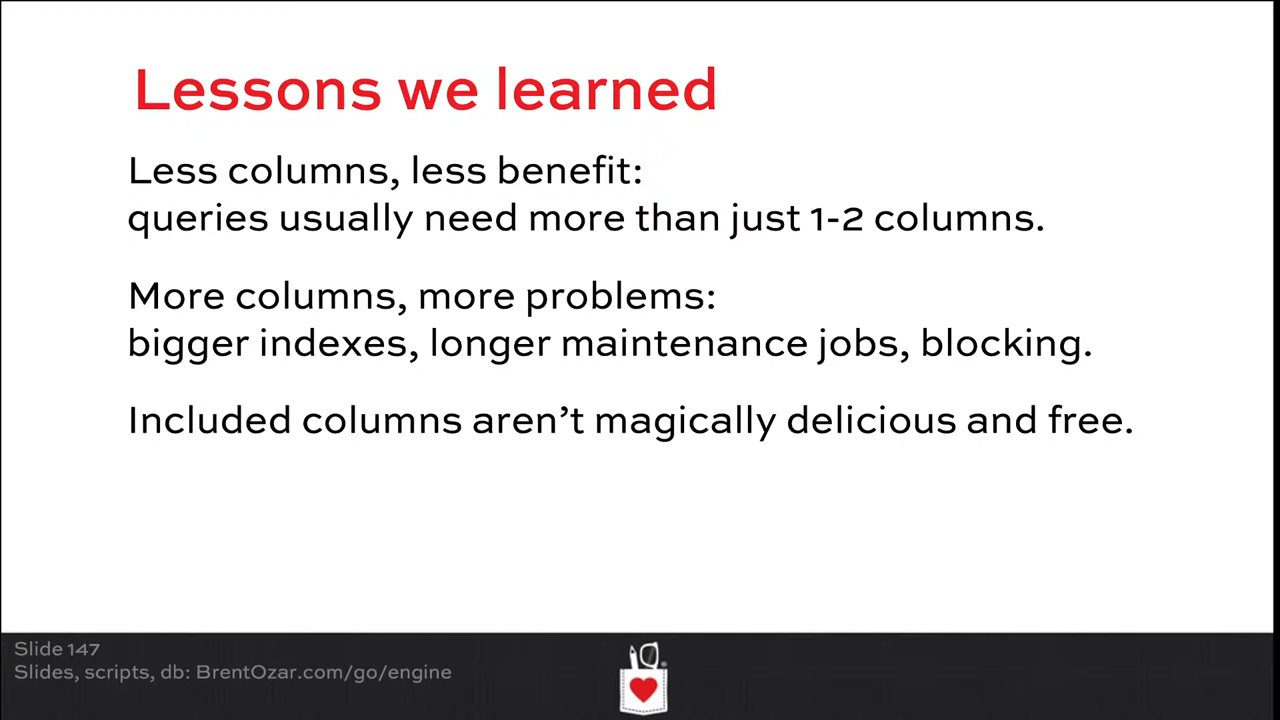 Lessons we learned
Less columns, less benefit:
queries usually need more than just 1-2 columns.
More columns, more problems:
bigger indexes, longer maintenance jobs, blocking.
Included columns aren’t magically delicious and free.
Slide 147
Slides, scripts, db: BrentOzar.com/go/engine